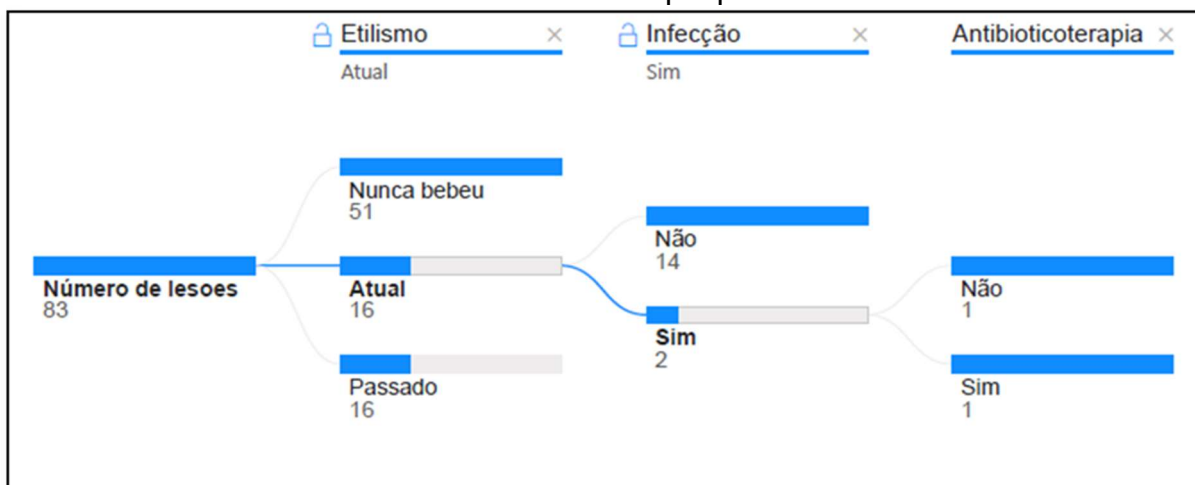 Etilismo ×
Atual
Infecção ×
Sim
Antibioticoterapia ×
Número de lesoes
83
Nunca bebeu
51
Atual
16
Passado
16
Não
14
Sim
2
Não
1
Sim
1